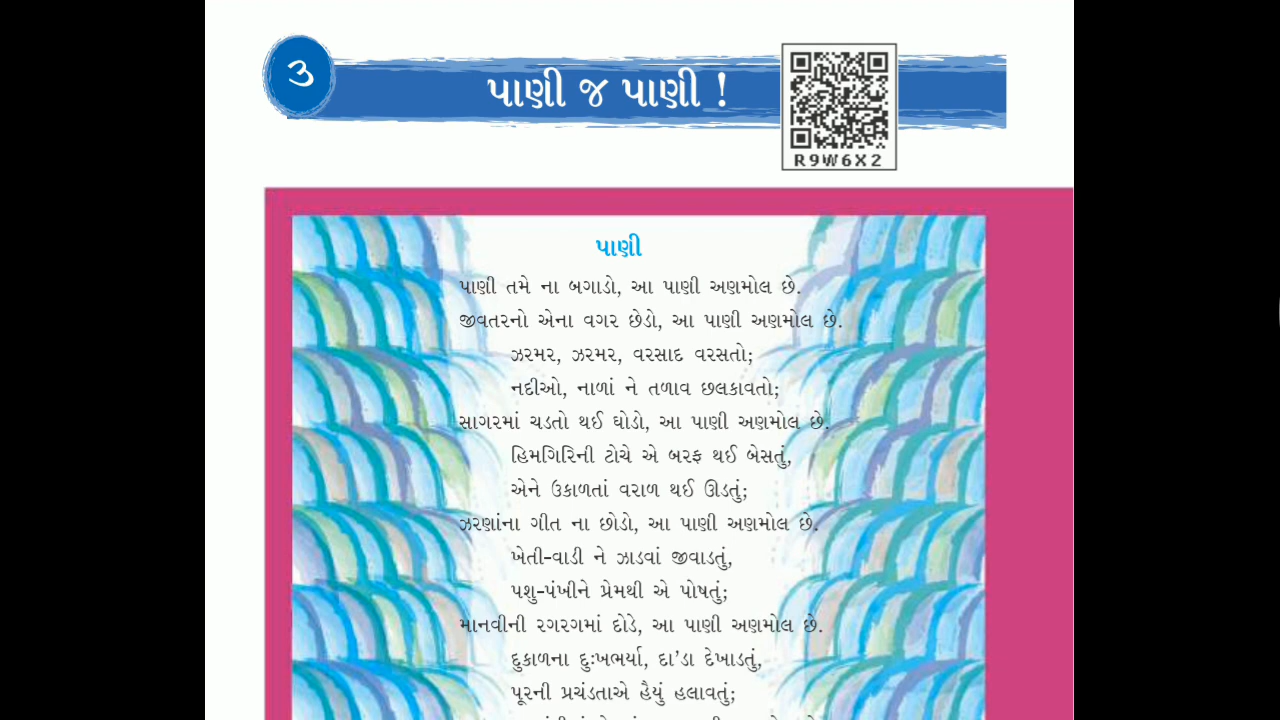 ૩
પાણી જ પાણી !
R9W6X2
પાણી
પાણી તમે ના બગાડો, આ પાણી અણમોલ છે.
જીવતરનો એના વગર છેડો, આ પાણી અણમોલ છે.
ઝરમર, ઝરમર, વરસાદ વરસતો;
નદીઓ, નાળાં ને તળાવ છલકાવતો;
સાગરમાં ચડતો થઈ ઘોડો, આ પાણી અણમોલ છે.
હિમગિરિની ટોચે એ બરફ થઈ બેસતું,
એને ઉકાળતાં વરાળ થઈ ઊડતું;
ઝરણાંના ગીત ના છોડો, આ પાણી અણમોલ છે.
ખેતી-વાડી ને ઝાડવાં જીવાડતું,
પશુ-પંખીને પ્રેમથી એ પોષતું;
માનવીની રગરગમાં દોડે, આ પાણી અણમોલ છે.
દુકાળના દુઃખભર્યા, દા'ડા દેખાડતું,
પૂરની પ્રચંડતાએ હૈયું હલાવતું;